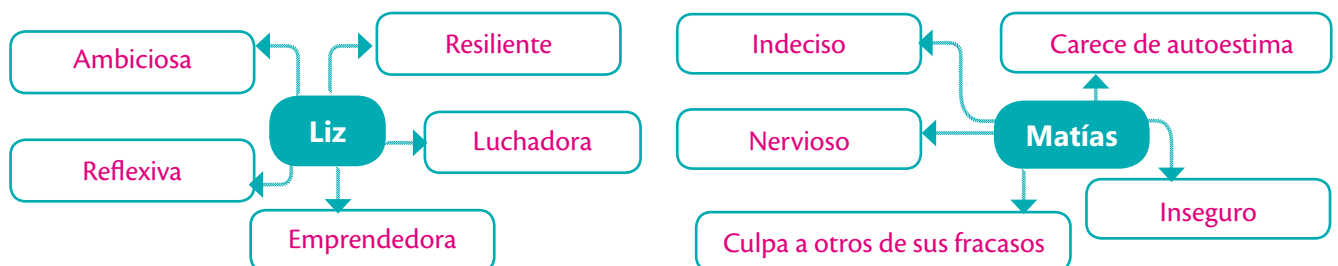 Ambiciosa
Resiliente
Liz
Luchadora
Reflexiva
Emprendedora
Indeciso
Carece de autoestima
Nervioso
Matías
Inseguro
Culpa a otros de sus fracasos